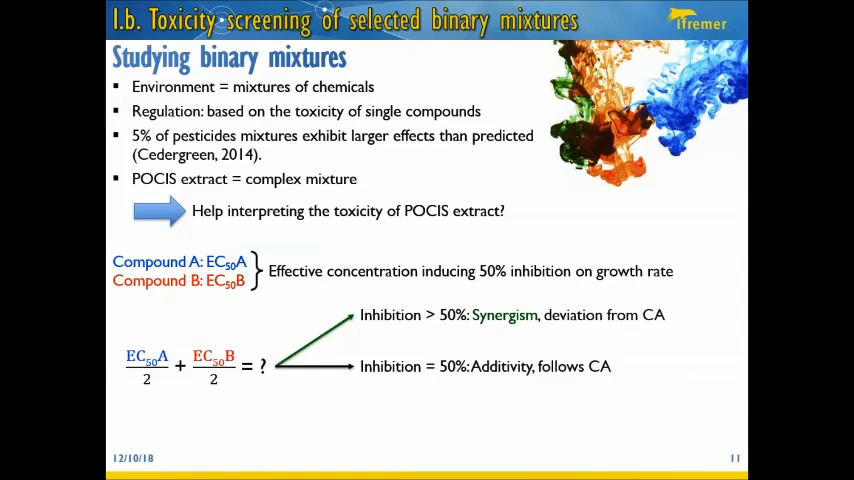 I.b. Toxicity screening of selected binary mixtures
ifremer
Studying binary mixtures
▪ Environment = mixtures of chemicals
▪ Regulation: based on the toxicity of single compounds
▪ 5% of pesticides mixtures exhibit larger effects than predicted
(Cedergreen, 2014).
▪ POCIS extract = complex mixture
Help interpreting the toxicity of POCIS extract?
Compound A: EC₅₀A
Compound B: EC₅₀B
Effective concentration inducing 50% inhibition on growth rate
Inhibition > 50%: Synergism, deviation from CA
EC₅₀A/2 + EC₅₀B/2 = ?
Inhibition = 50%: Additivity, follows CA
12/10/18
11